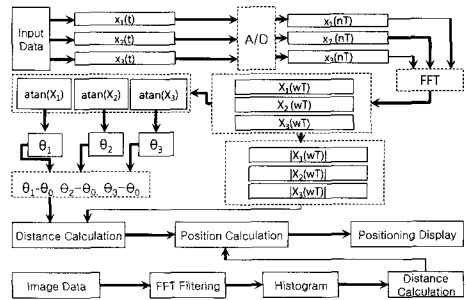 Input
Data
x₁(t)
x₂(t)
x₃(t)
A/D
x₁(nT)
x₂(nT)
x₃(nT)
FFT
atan(X₁)
atan(X₂)
atan(X₃)
X₁(wT)
X₂(wT)
X₃(wT)
θ₁
θ₂
θ₃
|X₁(wT)|
|X₂(wT)|
|X₃(wT)|
θ₁-θ₀ θ₂-θ₀ θ₃-θ₀
Distance Calculation
Position Calculation
Positioning Display
Image Data
FFT Filtering
Histogram
Distance
Calculation